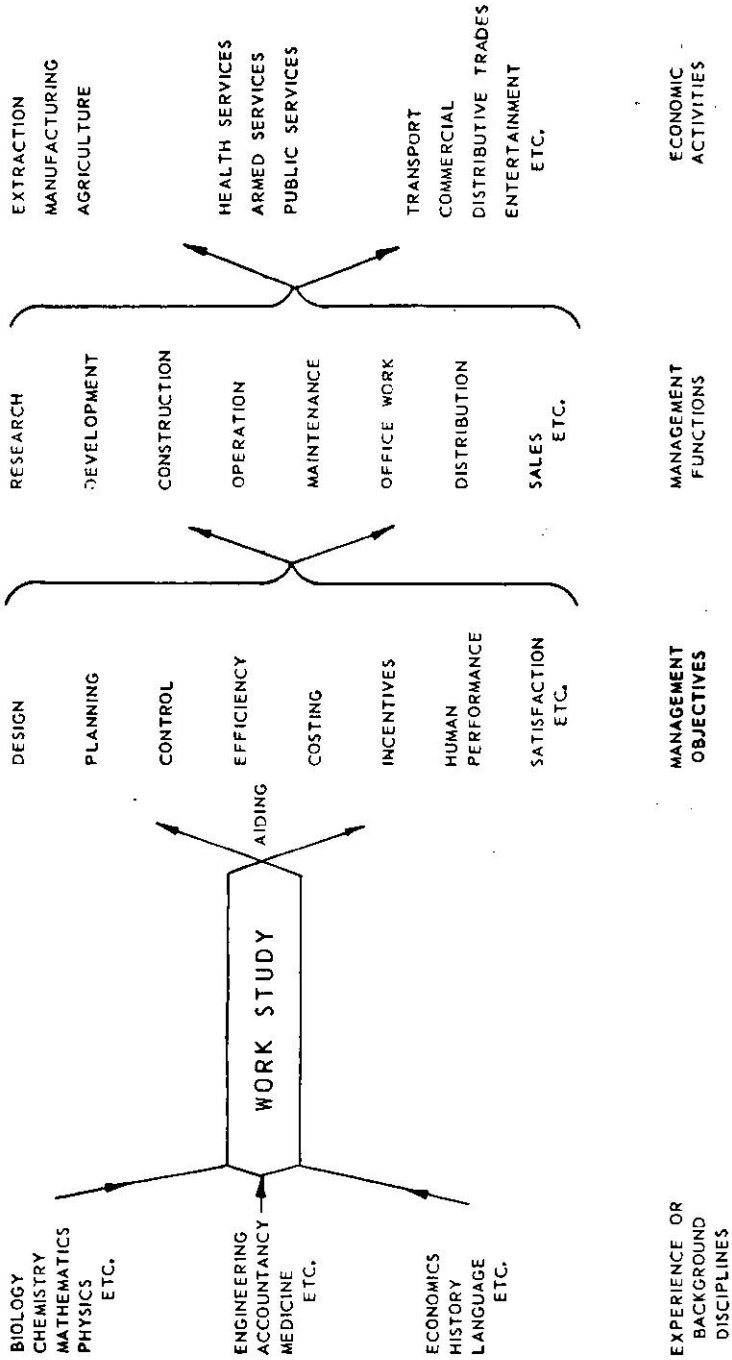 BIOLOGY
CHEMISTRY
MATHEMATICS
PHYSICS
ETC.
ENGINEERING
ACCOUNTANCY
MEDICINE
ETC.
ECONOMICS
HISTORY
LANGUAGE
ETC.
EXPERIENCE OR
BACKGROUND
DISCIPLINES
WORK STUDY
AIDING
DESIGN
PLANNING
CONTROL
EFFICIENCY
COSTING
INCENTIVES
HUMAN
PERFORMANCE
SATISFACTION
ETC.
MANAGEMENT
OBJECTIVES
RESEARCH
DEVELOPMENT
CONSTRUCTION
OPERATION
MAINTENANCE
OFFICE WORK
DISTRIBUTION
SALES
ETC.
MANAGEMENT
FUNCTIONS
EXTRACTION
MANUFACTURING
AGRICULTURE
HEALTH SERVICES
ARMED SERVICES
PUBLIC SERVICES
TRANSPORT
COMMERCIAL
DISTRIBUTIVE TRADES
ENTERTAINMENT
ETC.
ECONOMIC
ACTIVITIES